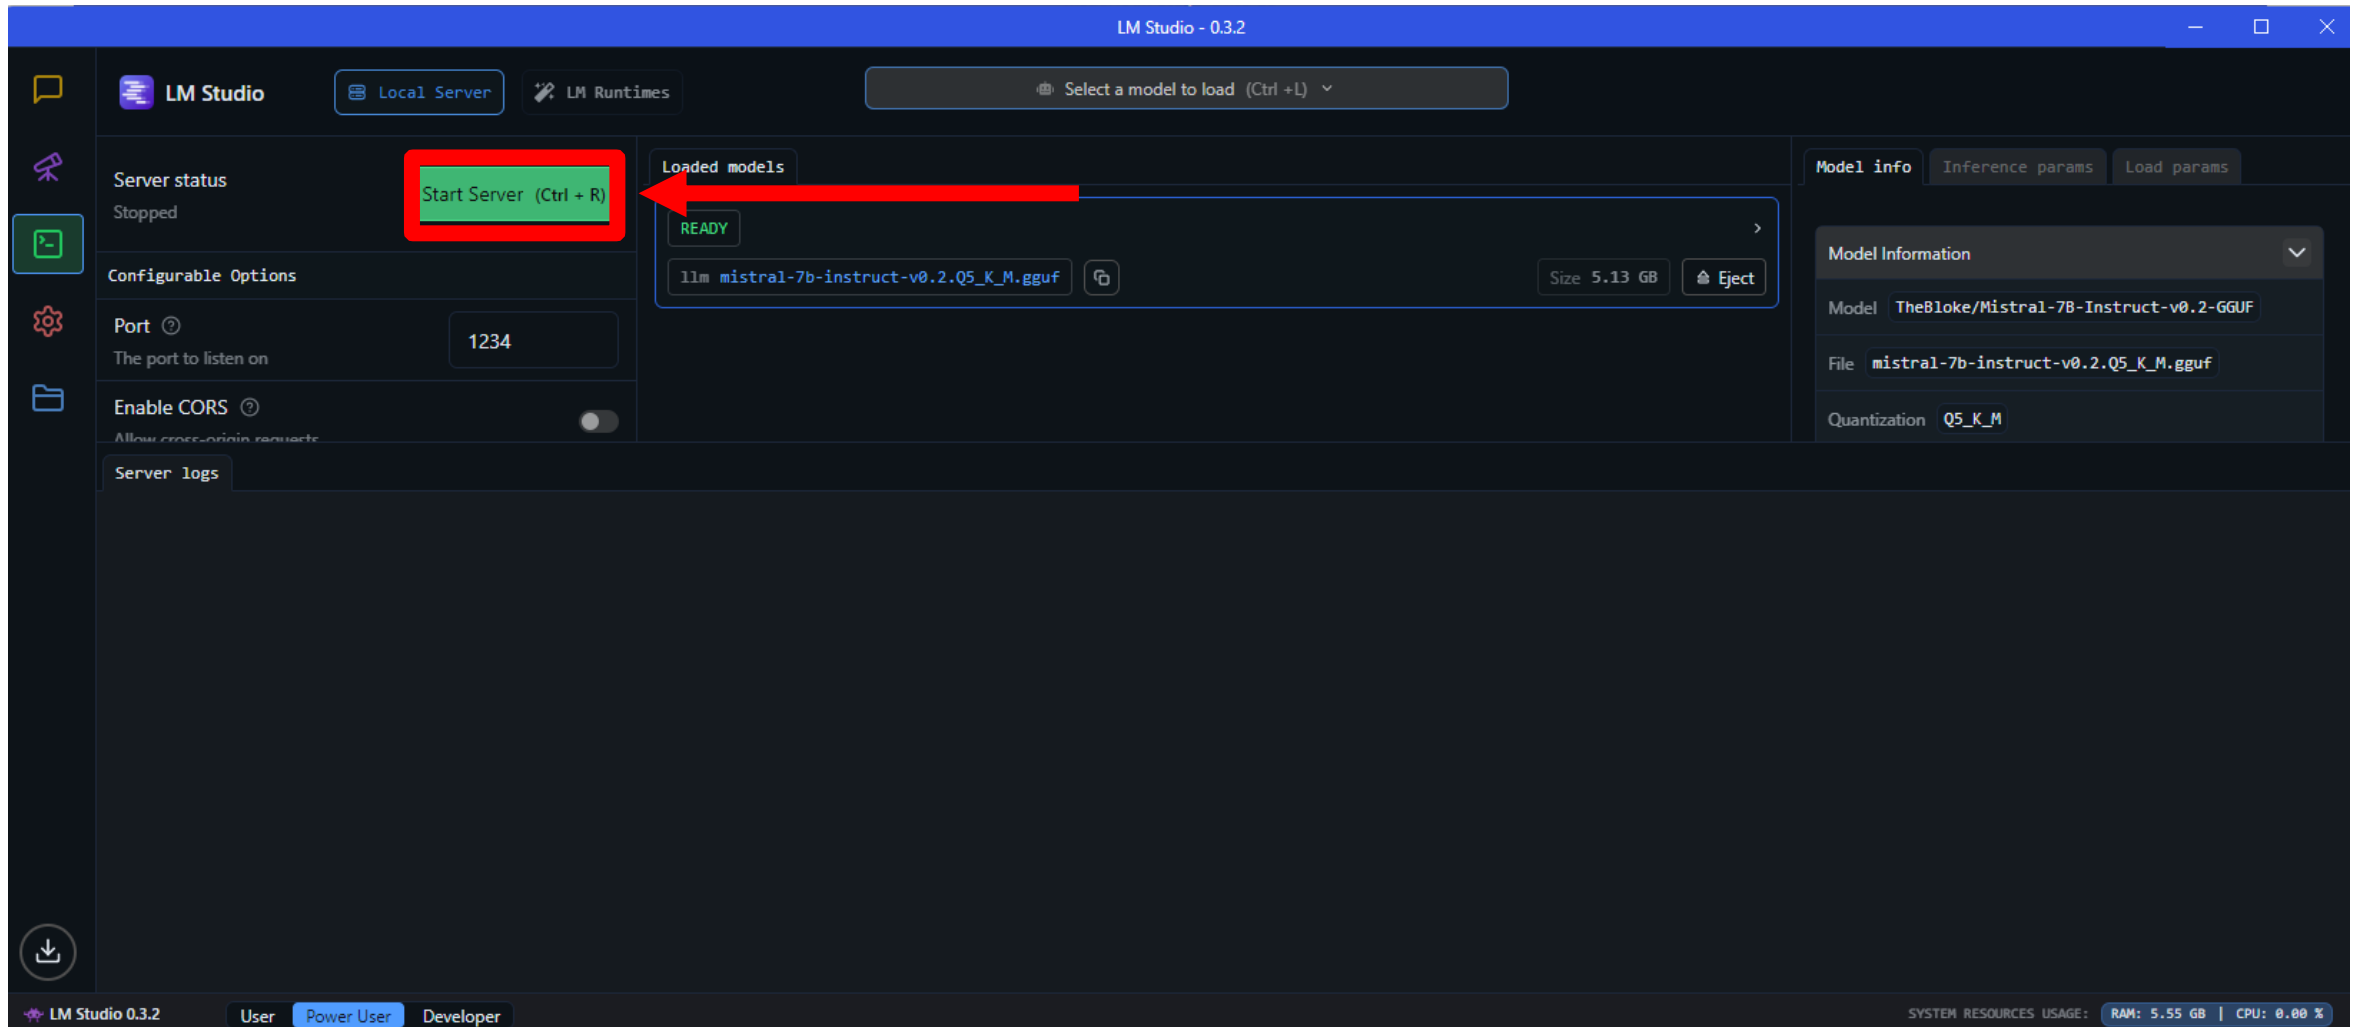 LM Studio - 0.3.2
LM Studio
Local Server
LM Runtimes
Select a model to load (Ctrl +L)
Server status
Stopped
Start Server (Ctrl + R)
Configurable Options
Port
The port to listen on
1234
Enable CORS
Allow cross-origin requests
Loaded models
READY
llm mistral-7b-instruct-v0.2.Q5_K_M.gguf
Size 5.13 GB
Eject
Model info
Inference params
Load params
Model Information
Model TheBloke/Mistral-7B-Instruct-v0.2-GGUF
File mistral-7b-instruct-v0.2.Q5_K_M.gguf
Quantization Q5_K_M
Server logs
LM Studio 0.3.2
User
Power User
Developer
SYSTEM RESOURCES USAGE: RAM: 5.55 GB | CPU: 0.00 %